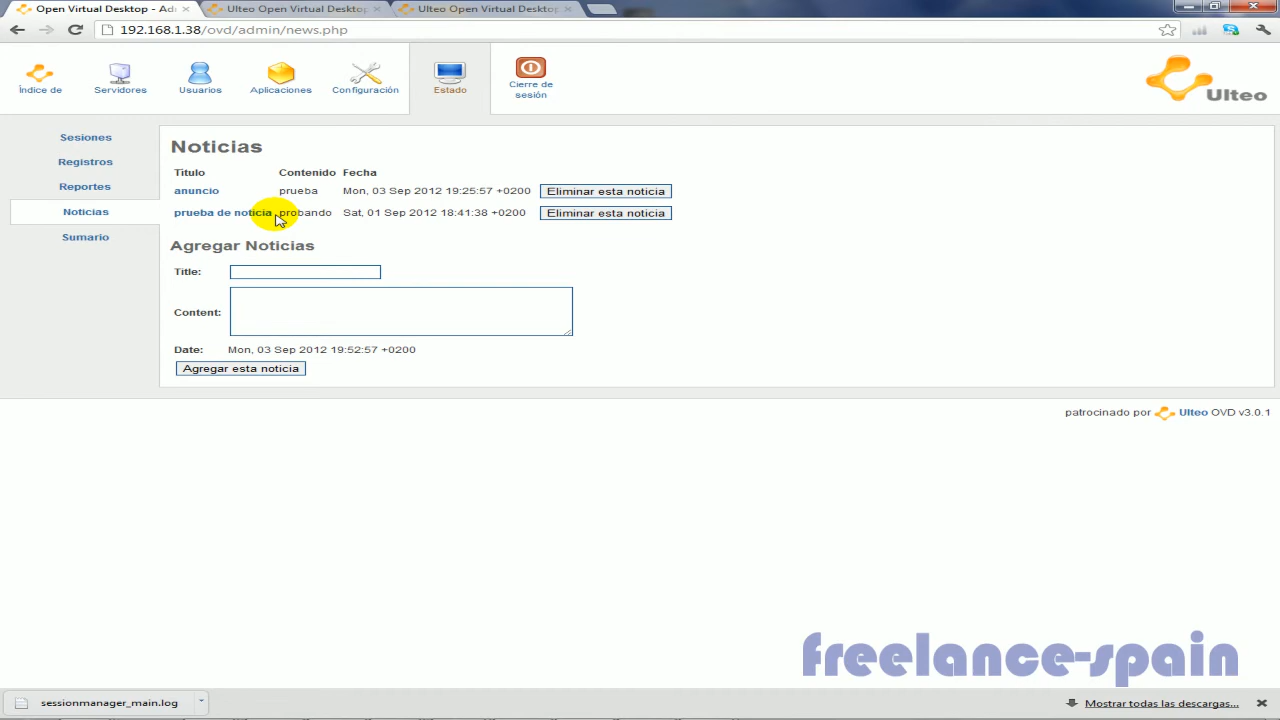 Open Virtual Desktop - Adm
Ulteo Open Virtual Desktop
Ulteo Open Virtual Desktop
192.168.1.38/ovd/admin/news.php
Índice de
Servidores
Usuarios
Aplicaciones
Configuración
Estado
Cierre de
sesión
Ulteo
Sesiones
Registros
Reportes
Noticias
Sumario
Noticias
Titulo Contenido Fecha
anuncio prueba Mon, 03 Sep 2012 19:25:57 +0200 Eliminar esta noticia
prueba de noticia probando Sat, 01 Sep 2012 18:41:38 +0200 Eliminar esta noticia
Agregar Noticias
Title:
Content:
Date: Mon, 03 Sep 2012 19:52:57 +0200
Agregar esta noticia
patrocinado por Ulteo OVD v3.0.1
freelance-spain
sessionmanager_main.log
Mostrar todas las descargas...